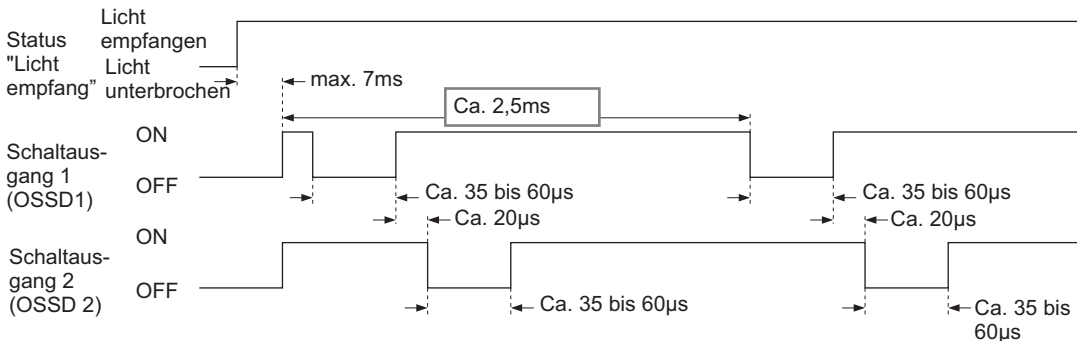 Licht
empfangen
Status
"Licht
empfang”
Licht
unterbrochen
max. 7ms
Ca. 2,5ms
ON
Schaltaus-
gang 1
(OSSD1)
OFF
Ca. 35 bis 60µs
Ca. 35 bis 60µs
Ca. 20µs
Ca. 20µs
ON
Schaltaus-
gang 2
(OSSD 2)
OFF
Ca. 35 bis 60µs
Ca. 35 bis
60µs